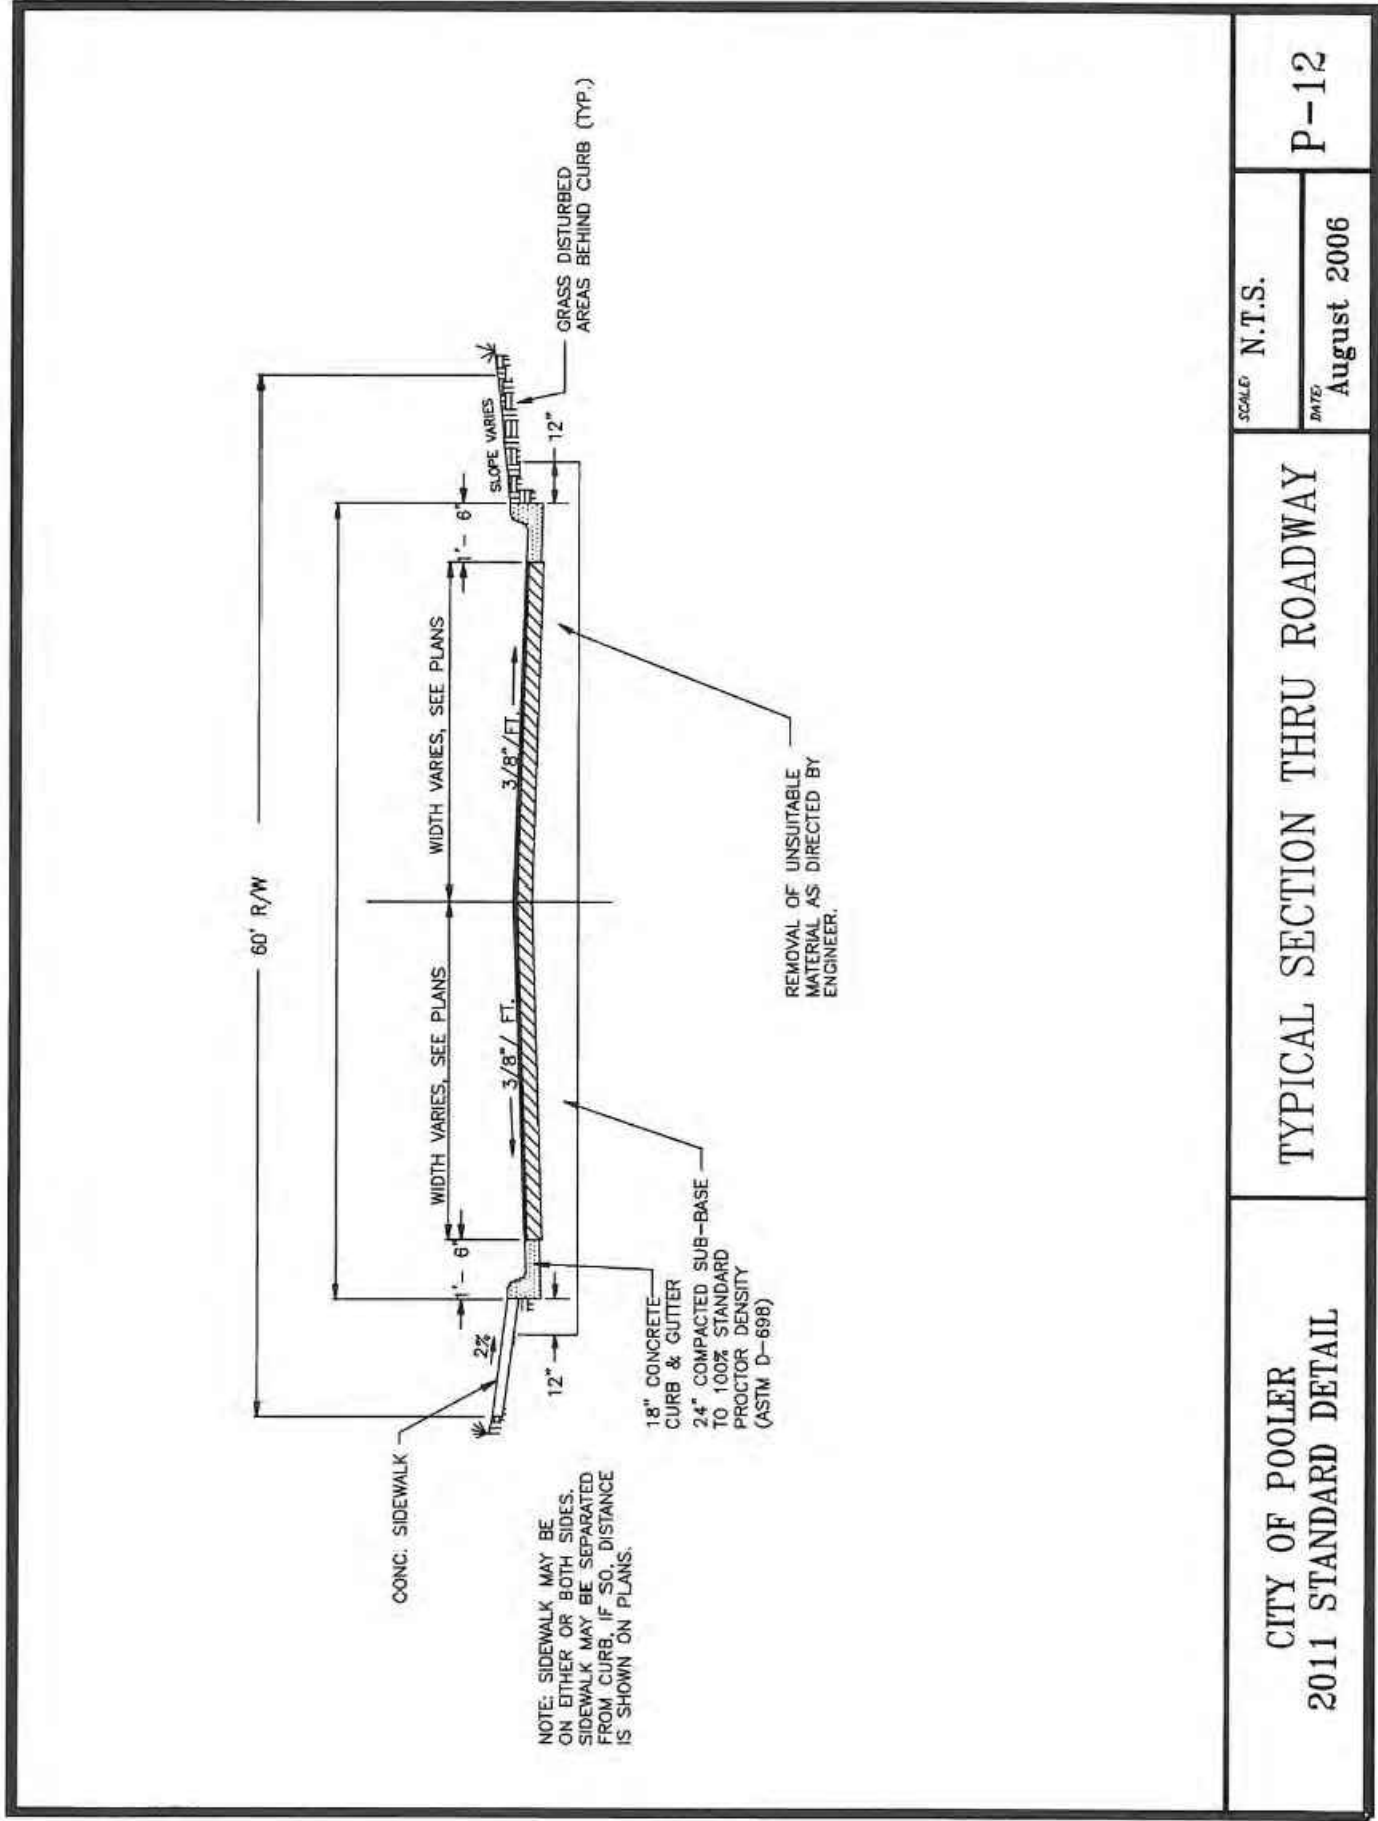 60' R/W
WIDTH VARIES, SEE PLANS
WIDTH VARIES, SEE PLANS
1'- 6"
1'- 6"
CONC. SIDEWALK
2%
3/8"/ FT.
3/8"/FT.
SLOPE VARIES
12"
12"
GRASS DISTURBED
AREAS BEHIND CURB (TYP.)
NOTE: SIDEWALK MAY BE
ON EITHER OR BOTH SIDES.
SIDEWALK MAY BE SEPARATED
FROM CURB, IF SO, DISTANCE
IS SHOWN ON PLANS.
18" CONCRETE
CURB & GUTTER
24" COMPACTED SUB-BASE
TO 100% STANDARD
PROCTOR DENSITY
(ASTM D-698)
REMOVAL OF UNSUITABLE
MATERIAL AS DIRECTED BY
ENGINEER.
CITY OF POOLER
2011 STANDARD DETAIL
TYPICAL SECTION THRU ROADWAY
SCALE: N.T.S.
DATE: August 2006
P-12